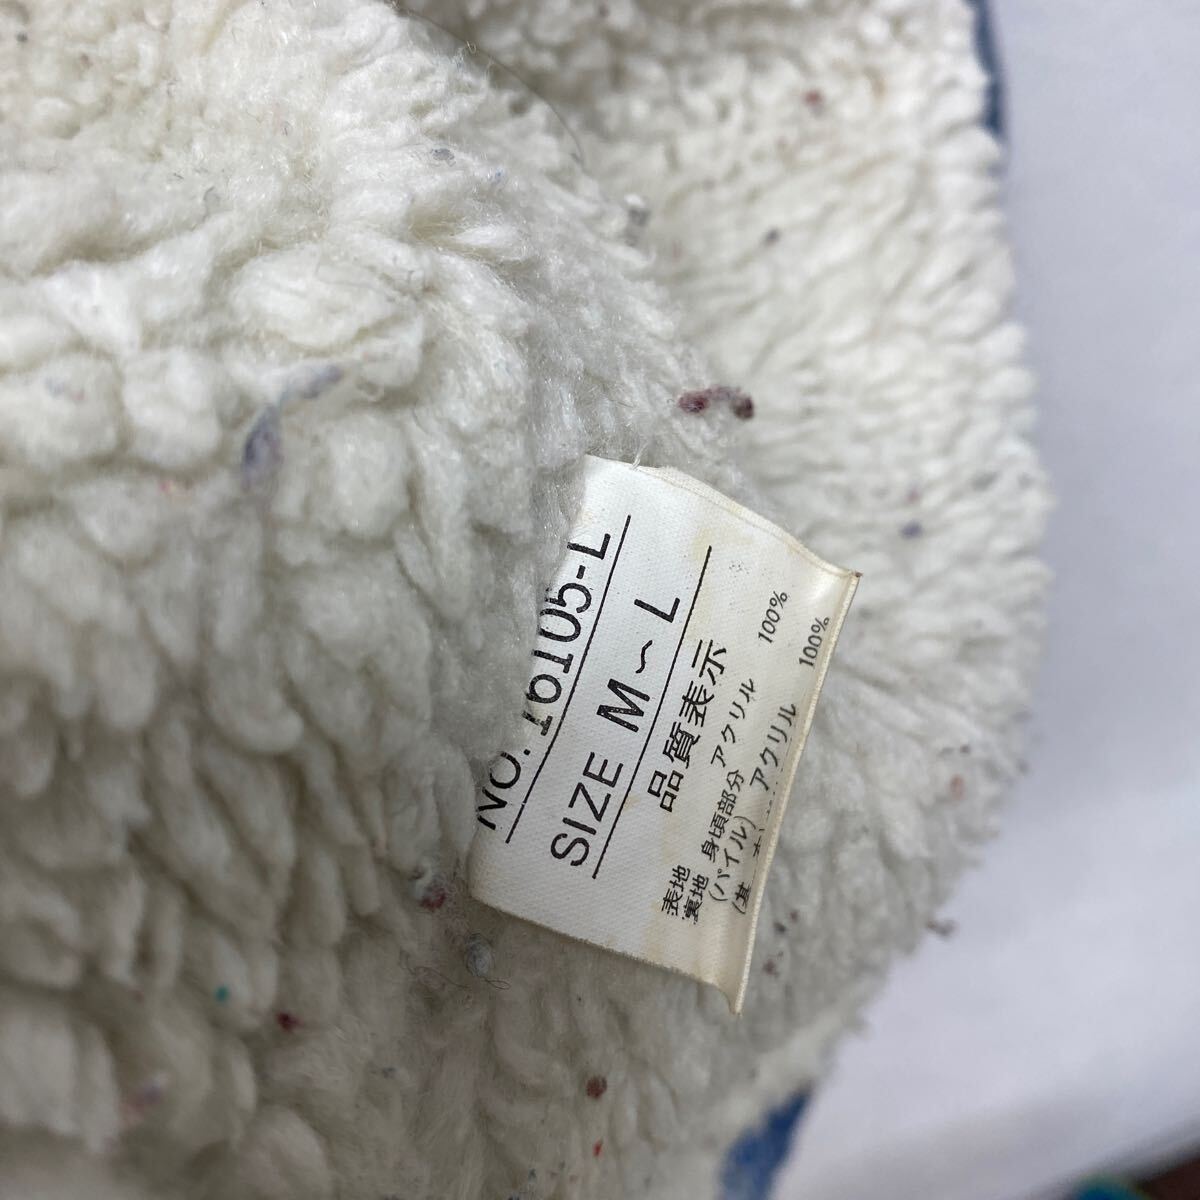 NO. 76105-L
SIZE M~L
品質表示
表地 アクリル 100%
裏地 身頃部分
(パイル) アクリル 100%